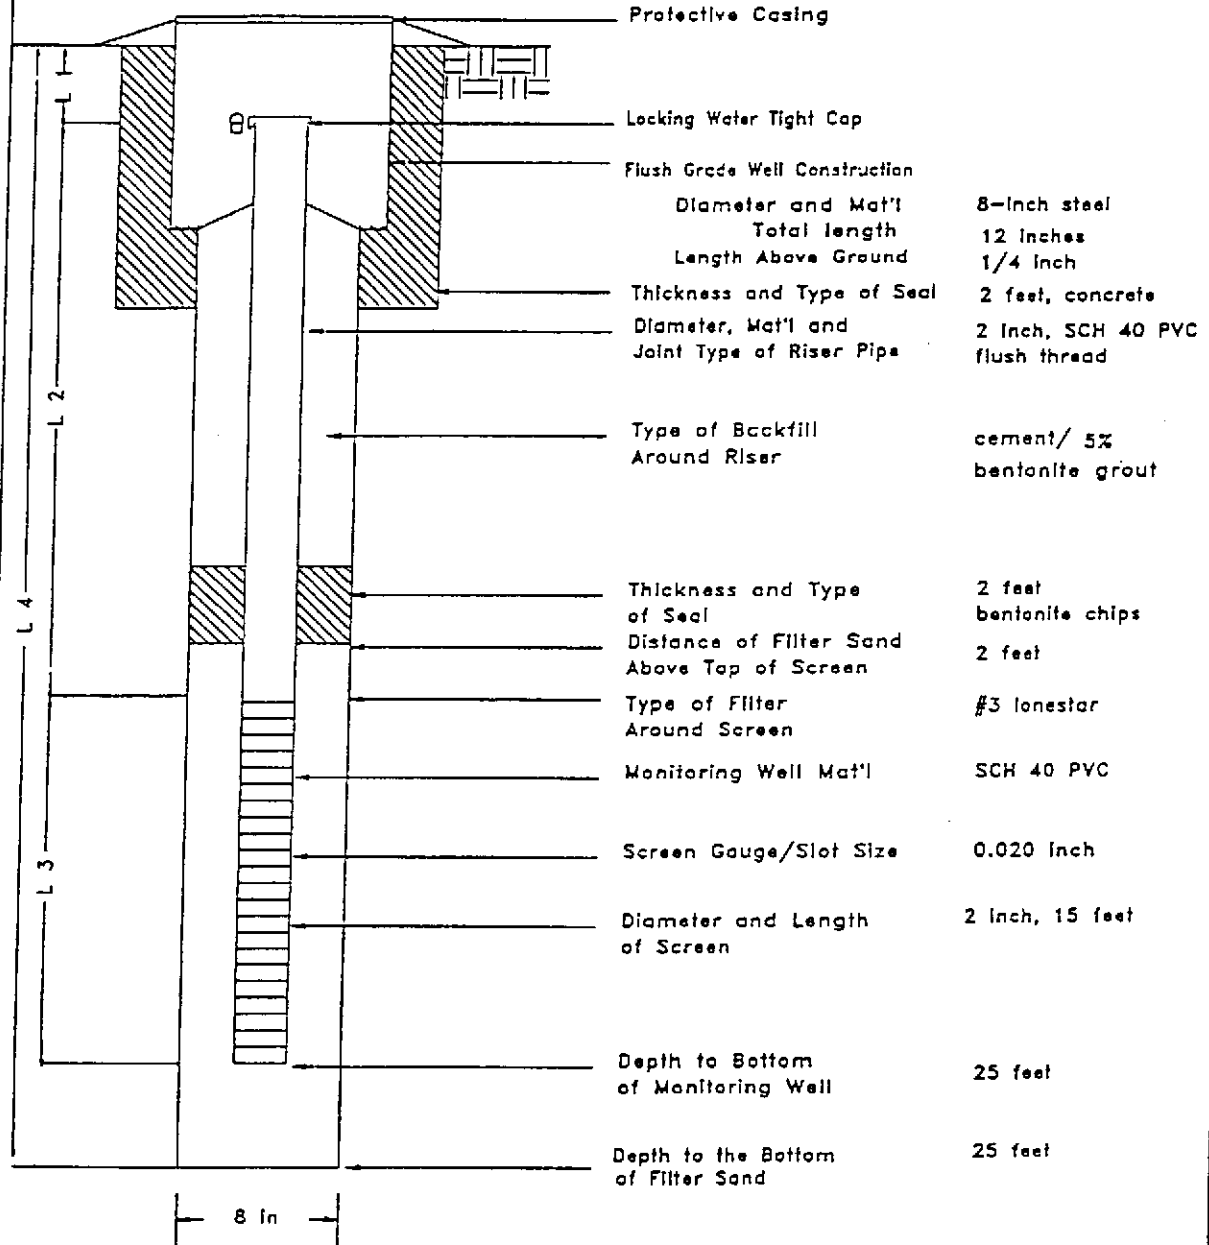 Protective Casing
L 1
Locking Water Tight Cap
Flush Grade Well Construction
Diameter and Mat'l 8-inch steel
Total length 12 inches
Length Above Ground 1/4 inch
Thickness and Type of Seal 2 feet, concrete
Diameter, Mat'l and 2 inch, SCH 40 PVC
Joint Type of Riser Pipe flush thread
L 2
Type of Backfill cement/ 5%
Around Riser bentonite grout
L 4
Thickness and Type 2 feet
of Seal bentonite chips
Distance of Filter Sand 2 feet
Above Top of Screen
Type of Filter #3 lonestar
Around Screen
Monitoring Well Mat'l SCH 40 PVC
L 3
Screen Gauge/Slot Size 0.020 inch
Diameter and Length 2 inch, 15 feet
of Screen
Depth to Bottom 25 feet
of Monitoring Well
Depth to the Bottom 25 feet
of Filter Sand
8 in